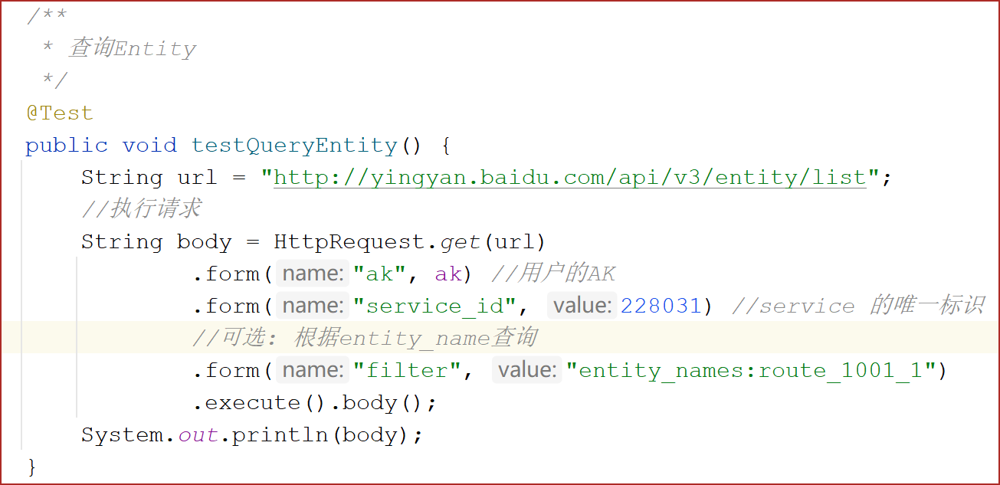 /**
 * 查询Entity
 */
@Test
public void testQueryEntity() {
String url = "http://yingyan.baidu.com/api/v3/entity/list";
//执行请求
String body = HttpRequest.get(url)
.form( name: "ak", ak) //用户的AK
.form( name: "service_id", value: 228031) //service 的唯一标识
//可选: 根据entity_name查询
.form( name: "filter", value: "entity_names:route_1001_1")
.execute().body();
System.out.println(body);
}